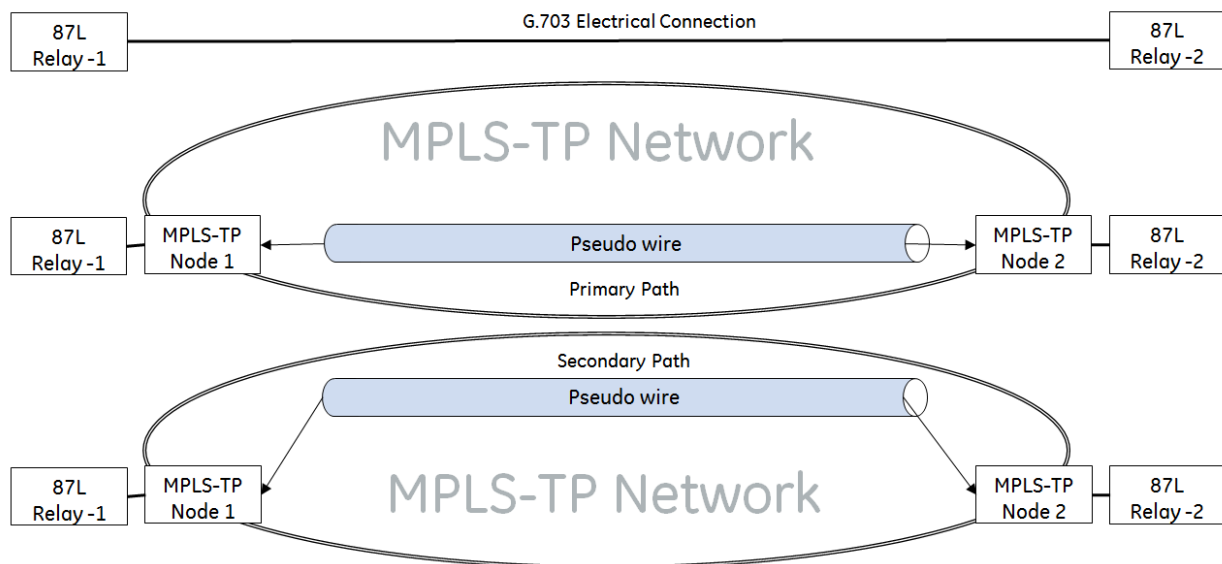 87L
Relay -1
G.703 Electrical Connection
87L
Relay -2
MPLS-TP Network
87L
Relay -1
MPLS-TP
Node 1
Pseudo wire
MPLS-TP
Node 2
87L
Relay -2
Primary Path
Secondary Path
Pseudo wire
87L
Relay -1
MPLS-TP
Node 1
MPLS-TP Network
MPLS-TP
Node 2
87L
Relay -2